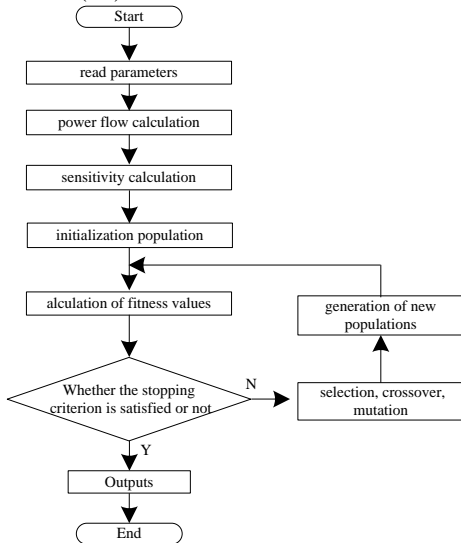 Start
read parameters
power flow calculation
sensitivity calculation
initialization population
alculation of fitness values
generation of new
populations
Whether the stopping
criterion is satisfied or not
N
selection, crossover,
mutation
Y
Outputs
End